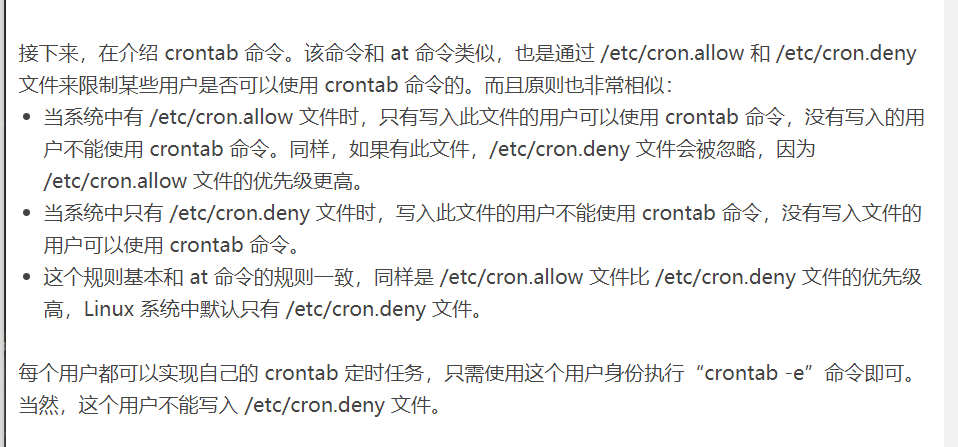 接下来，在介绍 crontab 命令。该命令和 at 命令类似，也是通过 /etc/cron.allow 和 /etc/cron.deny
文件来限制某些用户是否可以使用 crontab 命令的。而且原则也非常相似：
• 当系统中有 /etc/cron.allow 文件时，只有写入此文件的用户可以使用 crontab 命令，没有写入的用
户不能使用 crontab 命令。同样，如果有此文件，/etc/cron.deny 文件会被忽略，因为
/etc/cron.allow 文件的优先级更高。
• 当系统中只有 /etc/cron.deny 文件时，写入此文件的用户不能使用 crontab 命令，没有写入文件的
用户可以使用 crontab 命令。
• 这个规则基本和 at 命令的规则一致，同样是 /etc/cron.allow 文件比 /etc/cron.deny 文件的优先级
高，Linux 系统中默认只有 /etc/cron.deny 文件。
每个用户都可以实现自己的 crontab 定时任务，只需使用这个用户身份执行“crontab -e”命令即可。
当然，这个用户不能写入 /etc/cron.deny 文件。